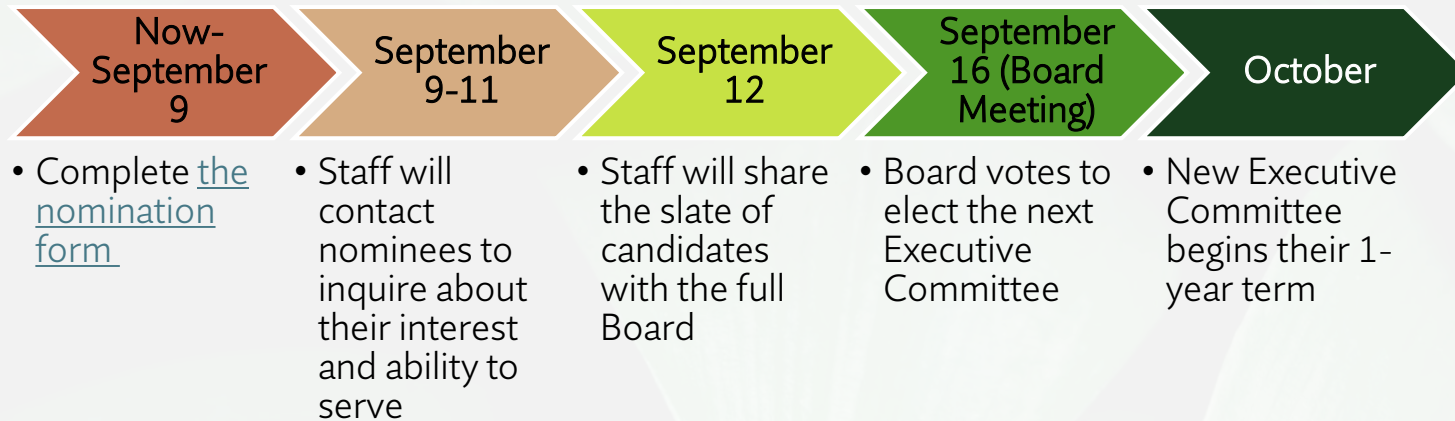 Now-
September
9
September
9-11
September
12
September
16 (Board
Meeting)
October
• Complete the
nomination
form
• Staff will
contact
nominees to
inquire about
their interest
and ability to
serve
• Staff will share
the slate of
candidates
with the full
Board
• Board votes to
elect the next
Executive
Committee
• New Executive
Committee
begins their 1-
year term